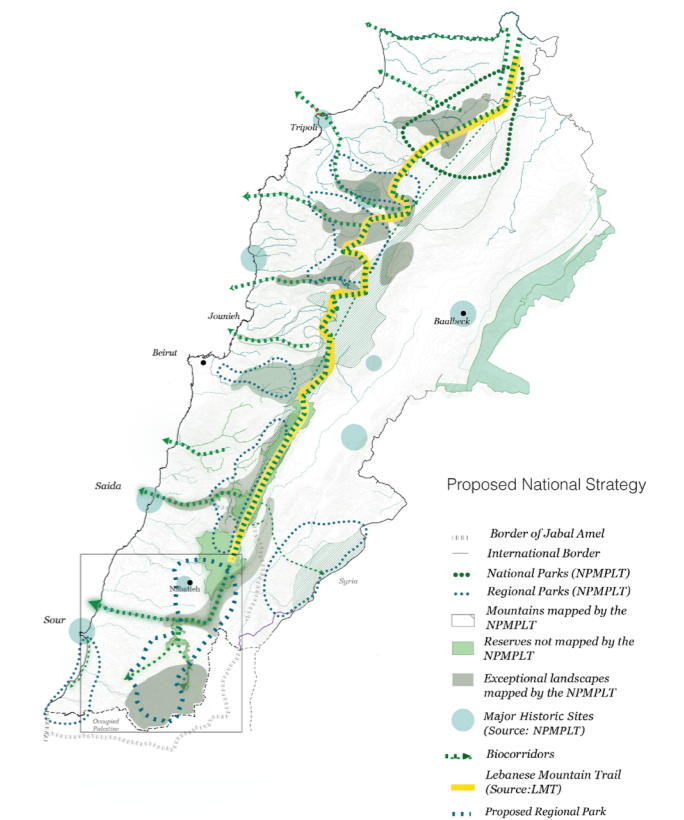 Tripoli
Jounieh
Baalbeck
Beirut
Saida
Syria
Nabatieh
Sour
Occupied
Palestine
Proposed National Strategy
Border of Jabal Amel
International Border
National Parks (NPMPLT)
Regional Parks (NPMPLT)
Mountains mapped by the
NPMPLT
Reserves not mapped by the
NPMPLT
Exceptional landscapes
mapped by the NPMPLT
Major Historic Sites
(Source: NPMPLT)
Biocorridors
Lebanese Mountain Trail
(Source:LMT)
Proposed Regional Park